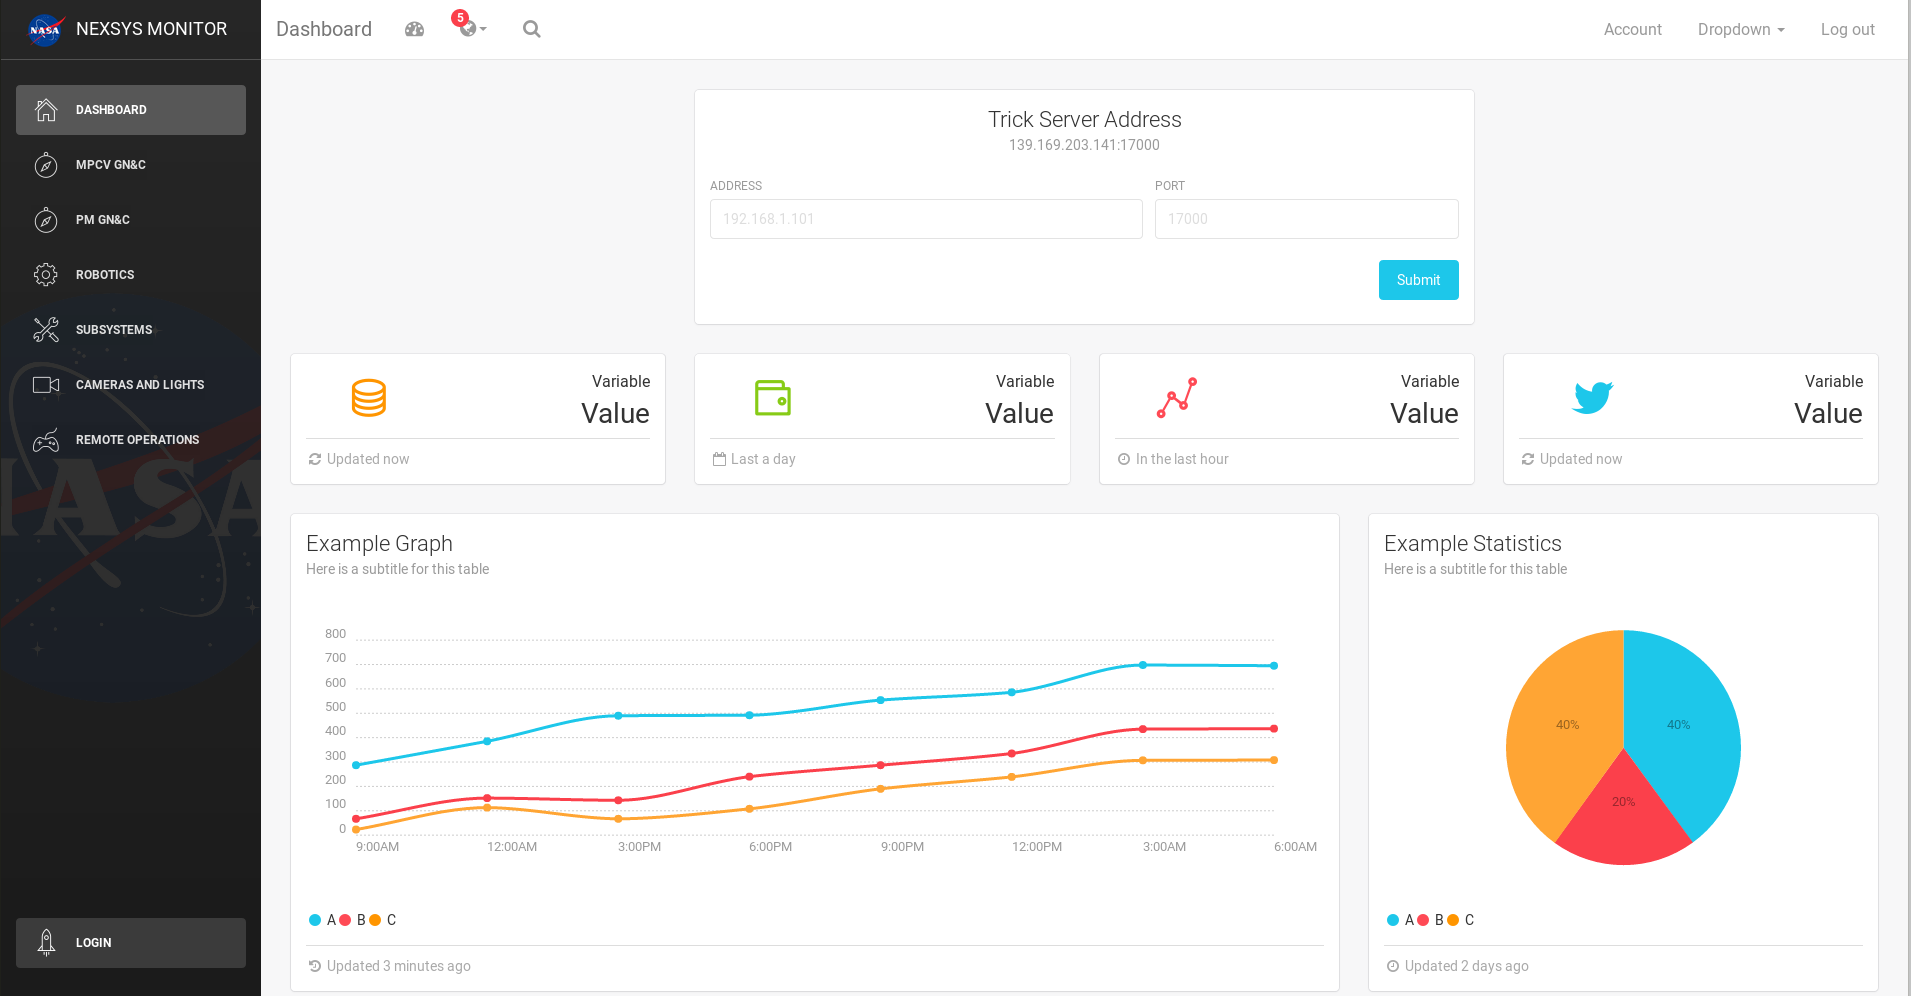 NASA NEXSYS MONITOR
Dashboard 5 Account Dropdown Log out
DASHBOARD
MPCV GN&C
PM GN&C
ROBOTICS
SUBSYSTEMS
CAMERAS AND LIGHTS
REMOTE OPERATIONS
NASA
LOGIN
Trick Server Address
139.169.203.141:17000
ADDRESS PORT
192.168.1.101 17000
Submit
Variable
Value
Updated now
Variable
Value
Last a day
Variable
Value
In the last hour
Variable
Value
Updated now
Example Graph
Here is a subtitle for this table
800
700
600
500
400
300
200
100
0
9:00AM 12:00AM 3:00PM 6:00PM 9:00PM 12:00PM 3:00AM 6:00AM
A B C
Updated 3 minutes ago
Example Statistics
Here is a subtitle for this table
40% 40%
20%
A B C
Updated 2 days ago